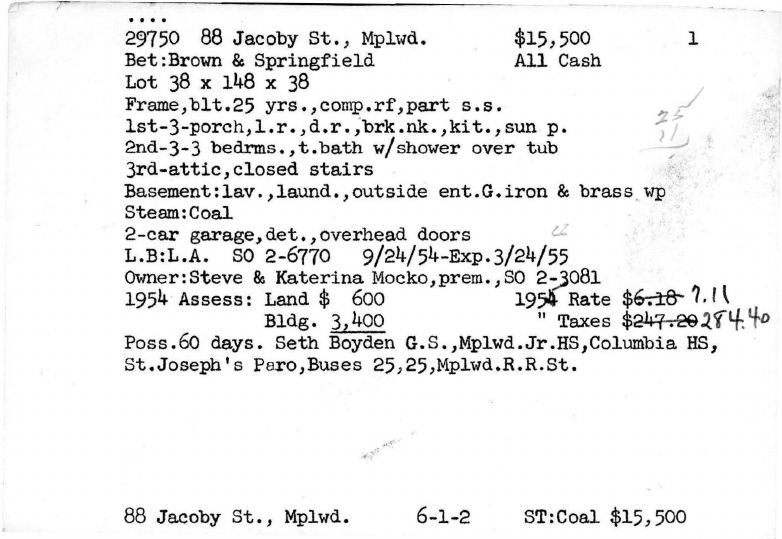 ....
29750 88 Jacoby St., Mplwd. $15,500 1
Bet:Brown & Springfield All Cash
Lot 38 x 148 x 38
Frame,blt.25 yrs.,comp.rf,part s.s.
1st-3-porch,l.r.,d.r.,brk.nk.,kit.,sun p.
2nd-3-3 bedrms.,t.bath w/shower over tub
3rd-attic,closed stairs
Basement:lav.,laund.,outside ent.G.iron & brass wp
Steam:Coal
2-car garage,det.,overhead doors
L.B:L.A. SO 2-6770 9/24/54-Exp.3/24/55
Owner:Steve & Katerina Mocko,prem.,SO 2-3081
1954 Assess: Land $ 600 1955 Rate $6.18 7.11
Bldg. 3,400 " Taxes $247.20 284.40
Poss.60 days. Seth Boyden G.S.,Mplwd.Jr.HS,Columbia HS,
St.Joseph's Paro,Buses 25,25,Mplwd.R.R.St.
88 Jacoby St., Mplwd. 6-1-2 ST:Coal $15,500